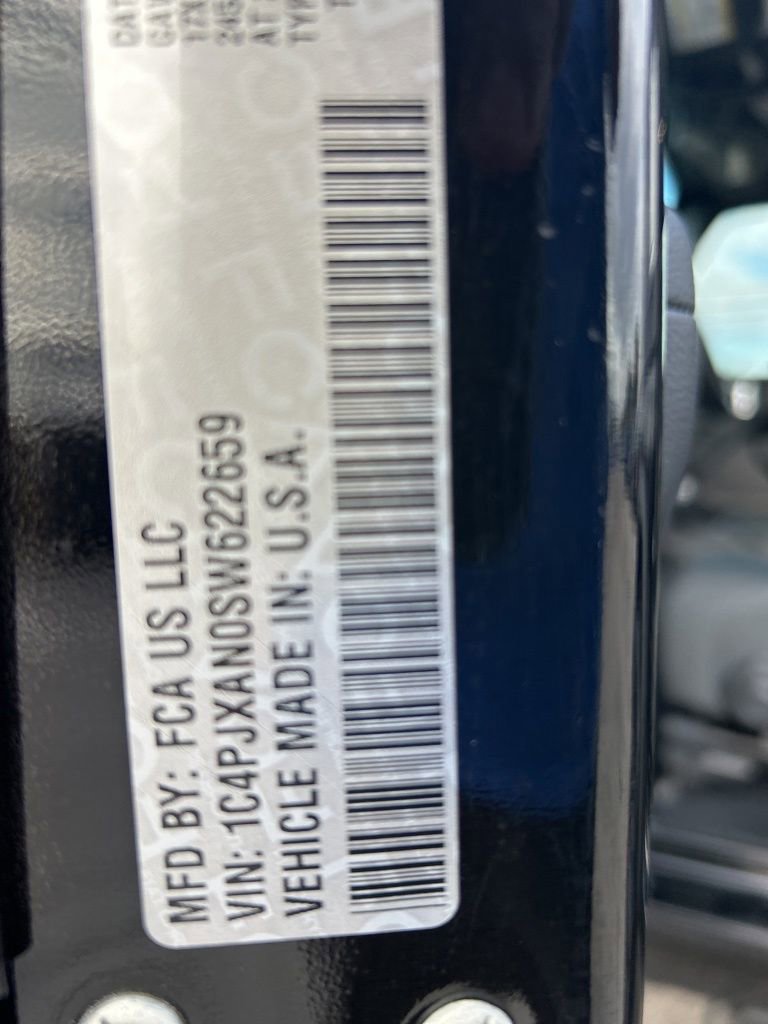 MFD BY: FCA US LLC
VIN: 1C4PJXAN0SW622659
VEHICLE MADE IN: U.S.A.